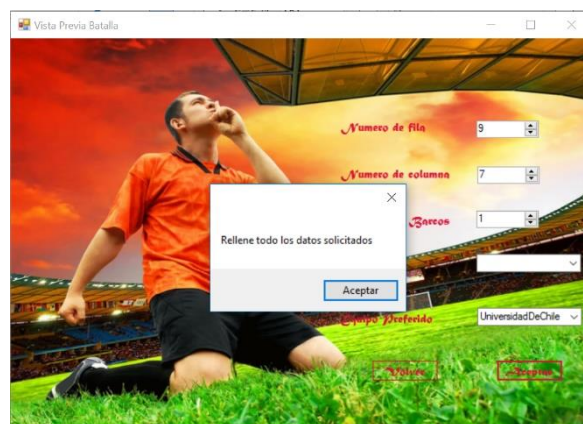 Vista Previa Batalla
Numero de fila 9
Numero de columna 7
Barcos 1
Rellene todo los datos solicitados
Aceptar
Equipo Preferido UniversidadDeChile
Volver Aceptar